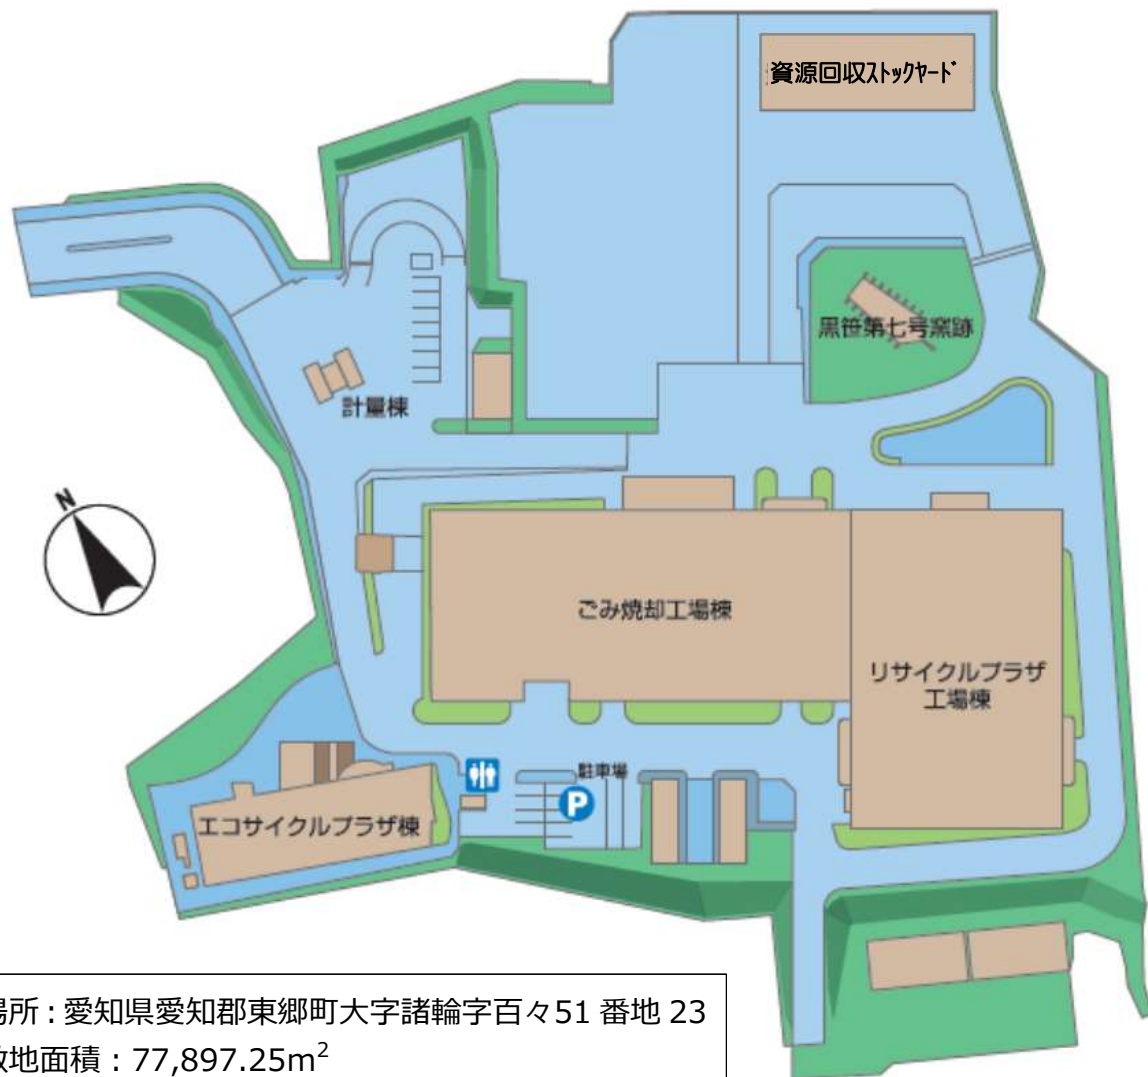 資源回収ストックヤード
黒笹第七号窯跡
計量棟
N
ごみ焼却工場棟
リサイクルプラザ
工場棟
駐車場
P
エコサイクルプラザ棟
場所：愛知県愛知郡東郷町大字諸輪字百々51 番地 23
敷地面積：77,897.25m²